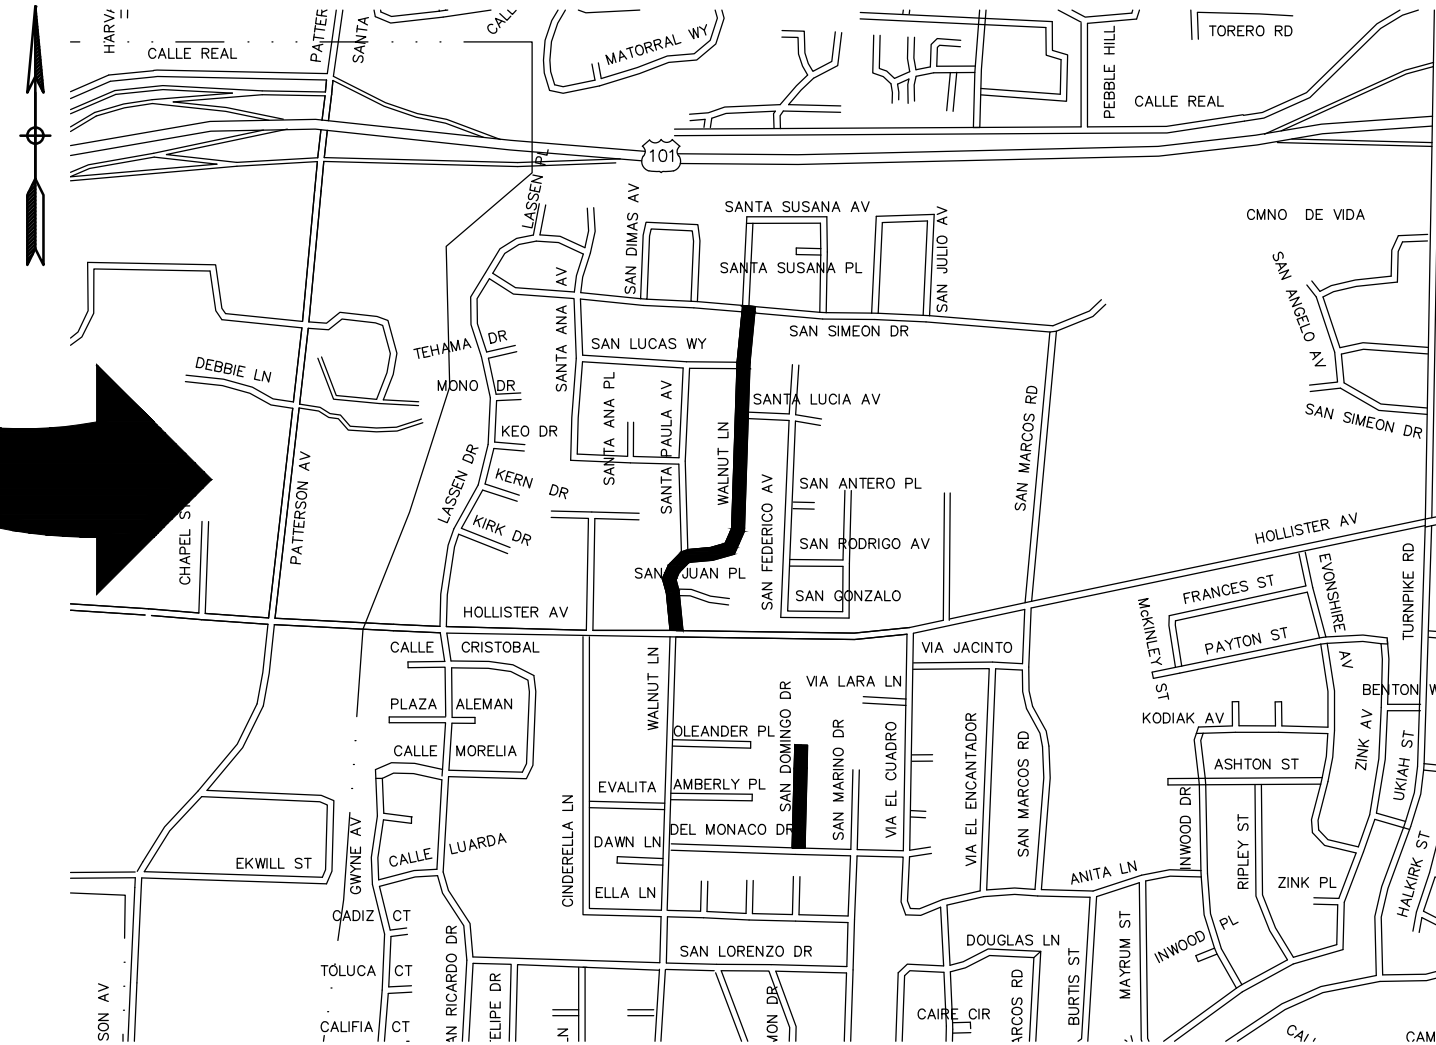 HARVA
PATTER
SANTA
CALLE REAL
MATORRAL WY
TORERO RD
PEBBLE HILL
CALLE REAL
101
LASSEN PL
SAN DIMAS AV
SANTA SUSANA AV
SAN JULIO AV
CMNO DE VIDA
SANTA SUSANA PL
SAN ANGELO AV
SANTA ANA AV
SAN SIMEON DR
TEHAMA DR
SAN LUCAS WY
DEBBIE LN
MONO DR
SANTA ANA PL
SANTA PAULA AV
SANTA LUCIA AV
SAN MARCOS RD
SAN SIMEON DR
KEO DR
WALNUT LN
LASSEN DR
KERN DR
SAN ANTERO PL
PATTERSON AV
CHAPEL ST
KIRK DR
SAN FEDERICO AV
SAN RODRIGO AV
HOLLISTER AV
SAN JUAN PL
SAN GONZALO
FRANCES ST
EVONSHIRE AV
TURNPIKE RD
HOLLISTER AV
McKINLEY ST
PAYTON ST
CALLE CRISTOBAL
WALNUT LN
VIA JACINTO
VIA LARA LN
BENTON W
PLAZA ALEMAN
KODIAK AV
OLEANDER PL
SAN DOMINGO DR
SAN MARINO DR
VIA EL CUADRO
VIA EL ENCANTADOR
SAN MARCOS RD
CALLE MORELIA
ZINK AV
UKIAH ST
ASHTON ST
EVALITA
AMBERLY PL
INWOOD DR
CINDERELLA LN
DEL MONACO DR
RIPLEY ST
DAWN LN
GWYNE AV
CALLE LUARDA
EKWILL ST
ANITA LN
HALKIRK ST
ELLA LN
ZINK PL
CADIZ CT
INWOOD PL
SAN LORENZO DR
DOUGLAS LN
MAYRUM ST
BURTIS ST
TOLUCA CT
AN RICARDO DR
ELIPE DR
SON AV
MON DR
CAIRE CIR
ARCOS RD
CALIFIA CT
LN
CAM